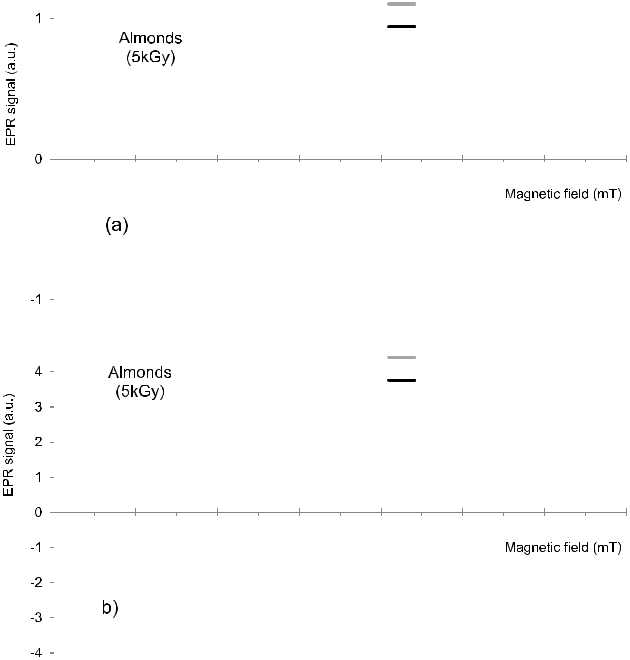 1
Almonds
(5kGy)
EPR signal (a.u.)
0
Magnetic field (mT)
(a)
-1
4
Almonds
(5kGy)
3
EPR signal (a.u.)
2
1
0
-1
Magnetic field (mT)
-2
b)
-3
-4